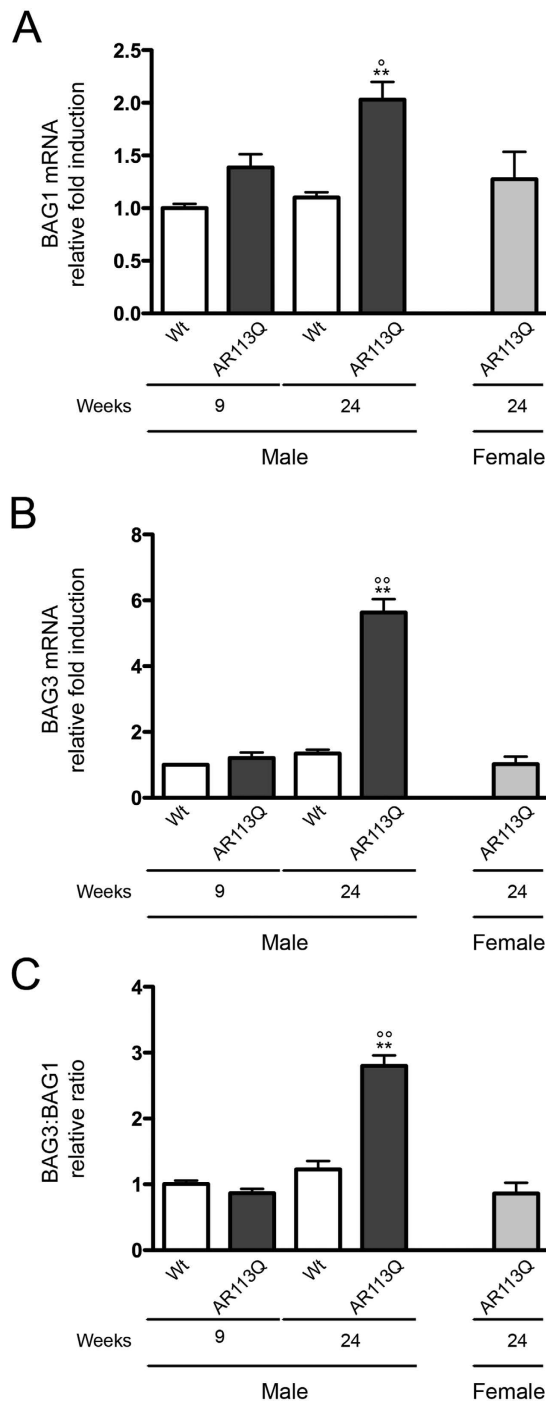 A
BAG1 mRNA
relative fold induction
2.5
2.0
1.5
1.0
0.5
0.0
°
**
Wt
AR113Q
Wt
AR113Q
AR113Q
Weeks 9 24 24
Male Female
B
BAG3 mRNA
relative fold induction
8
6
4
2
0
°°
**
Wt
AR113Q
Wt
AR113Q
AR113Q
Weeks 9 24 24
Male Female
C
BAG3:BAG1
relative ratio
4
3
2
1
0
°°
**
Wt
AR113Q
Wt
AR113Q
AR113Q
Weeks 9 24 24
Male Female